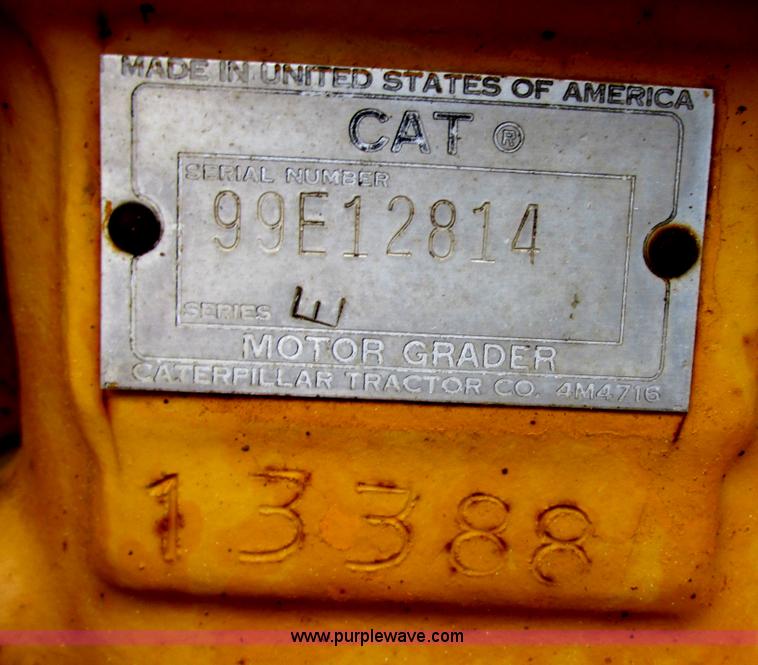 MADE IN UNITED STATES OF AMERICA
CAT ®
SERIAL NUMBER
99E12814
SERIES E
MOTOR GRADER
CATERPILLAR TRACTOR CO. 4M4716
13388
www.purplewave.com